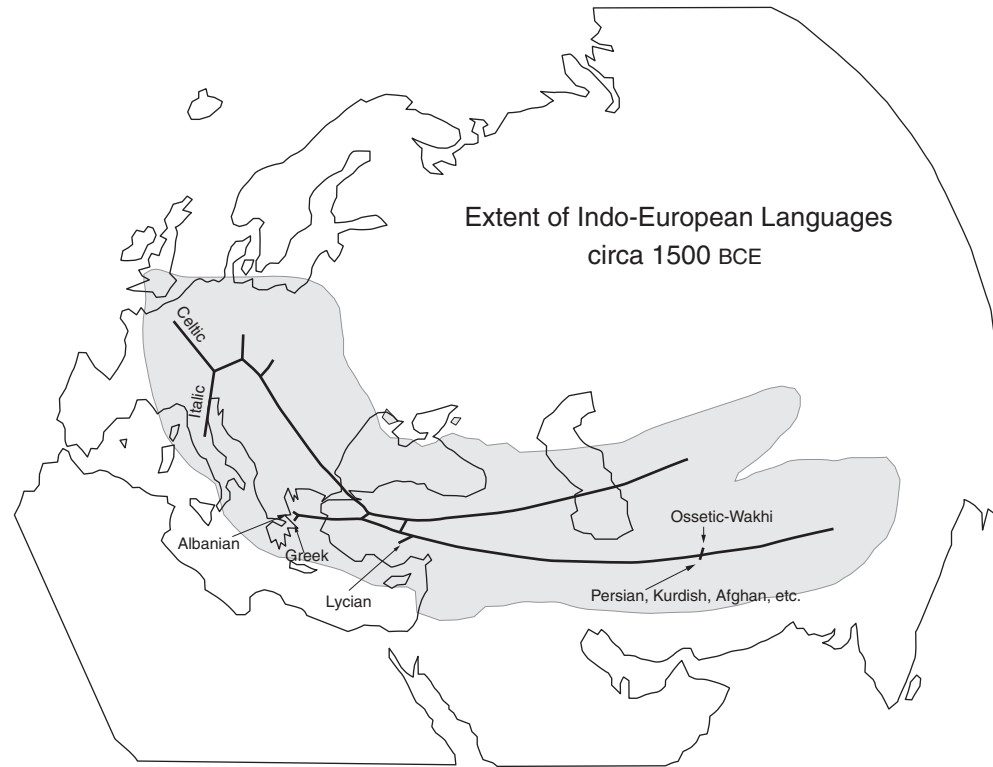 Extent of Indo-European Languages
circa 1500 BCE
Celtic
Italic
Albanian
Greek
Lycian
Ossetic-Wakhi
Persian, Kurdish, Afghan, etc.